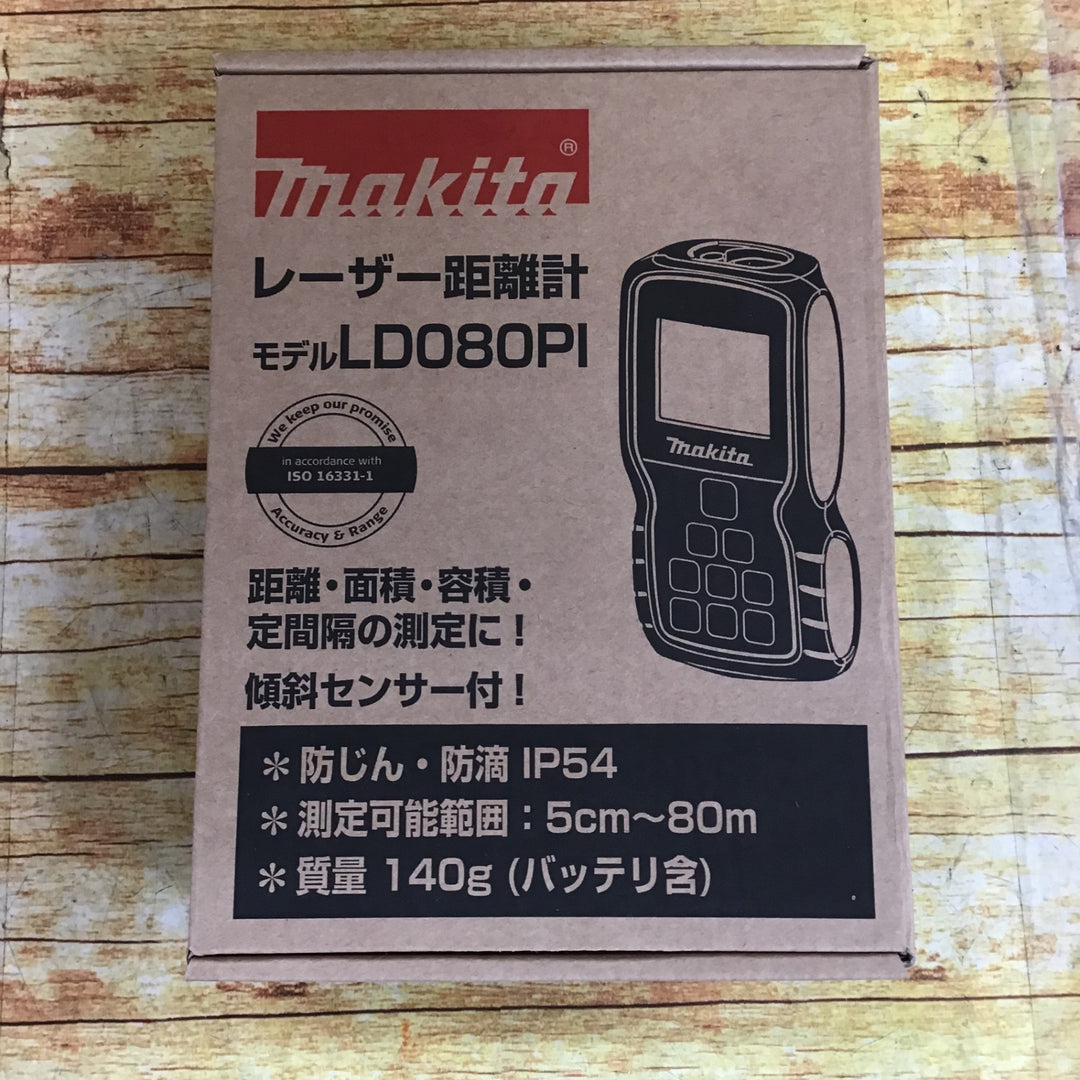 makita®
レーザー距離計
モデルLD080PI
We keep our promise
in accordance with
ISO 16331-1
Accuracy & Range
makita
距離・面積・容積・
定間隔の測定に!
傾斜センサー付!
＊防じん・防滴 IP54
＊測定可能範囲：5cm～80m
＊質量 140g (バッテリ含)